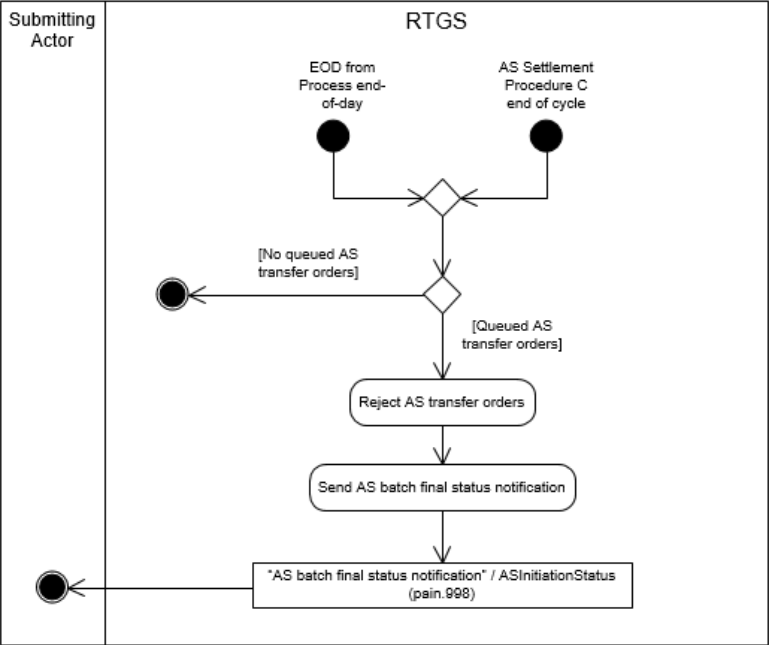 Submitting
Actor
RTGS
EOD from
Process end-
of-day
AS Settlement
Procedure C
end of cycle
[No queued AS
transfer orders]
[Queued AS
transfer orders]
Reject AS transfer orders
Send AS batch final status notification
"AS batch final status notification" / ASInitiationStatus
(pain.998)